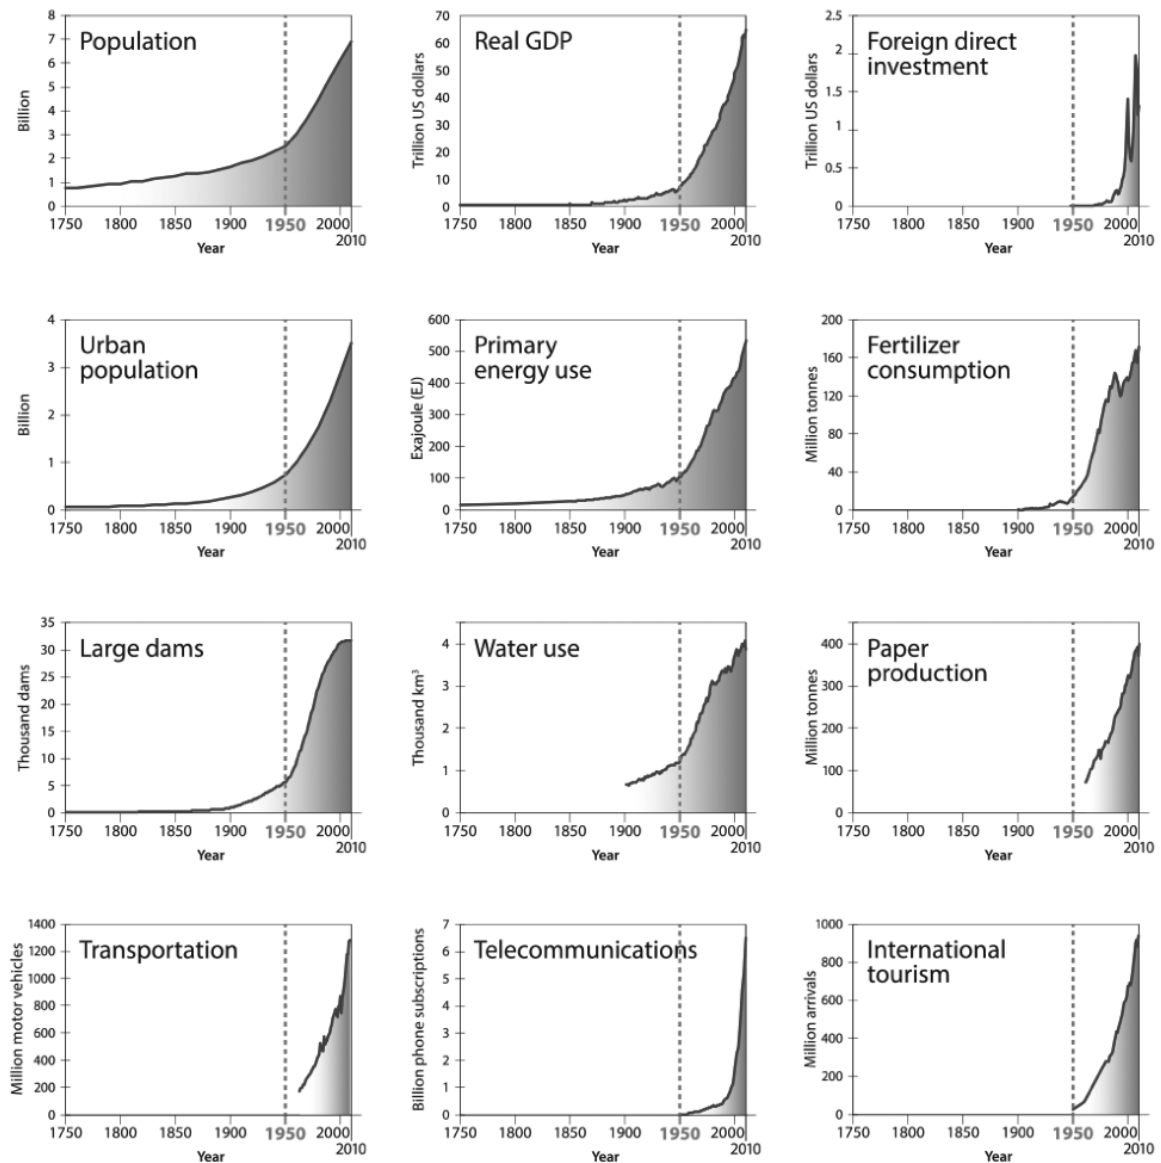 Population
Billion
8
7
6
5
4
3
2
1
0
1750 1800 1850 1900 1950 2000
2010
Year
Real GDP
Trillion US dollars
70
60
50
40
30
20
10
0
1750 1800 1850 1900 1950 2000
2010
Year
Foreign direct
investment
Trillion US dollars
2.5
2
1.5
1
0.5
0
1750 1800 1850 1900 1950 2000
2010
Year
Urban
population
Billion
4
3
2
1
0
1750 1800 1850 1900 1950 2000
2010
Year
Primary
energy use
Exajoule (EJ)
600
500
400
300
200
100
0
1750 1800 1850 1900 1950 2000
2010
Year
Fertilizer
consumption
Million tonnes
200
160
120
80
40
0
1750 1800 1850 1900 1950 2000
2010
Year
Large dams
Thousand dams
35
30
25
20
15
10
5
0
1750 1800 1850 1900 1950 2000
2010
Year
Water use
Thousand km³
4
3
2
1
0
1750 1800 1850 1900 1950 2000
2010
Year
Paper
production
Million tonnes
400
300
200
100
0
1750 1800 1850 1900 1950 2000
2010
Year
Transportation
Million motor vehicles
1400
1200
1000
800
600
400
200
0
1750 1800 1850 1900 1950 2000
2010
Year
Telecommunications
Billion phone subscriptions
7
6
5
4
3
2
1
0
1750 1800 1850 1900 1950 2000
2010
Year
International
tourism
Million arrivals
1000
800
600
400
200
0
1750 1800 1850 1900 1950 2000
2010
Year